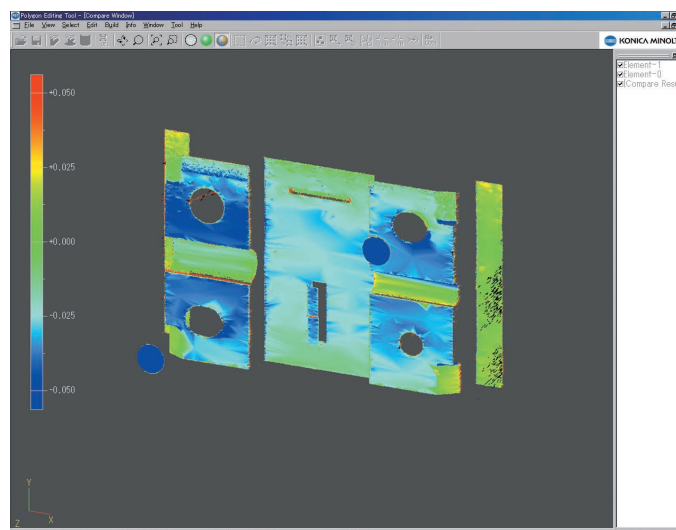 Polygon Editing Tool - [Compare Window]
File View Select Edit Build Info Window Tool Help
KONICA MINOLT
Element-1
Element-0
(Compare Rese
+0.050
+0.025
+0.000
-0.025
-0.050
Y
Z X